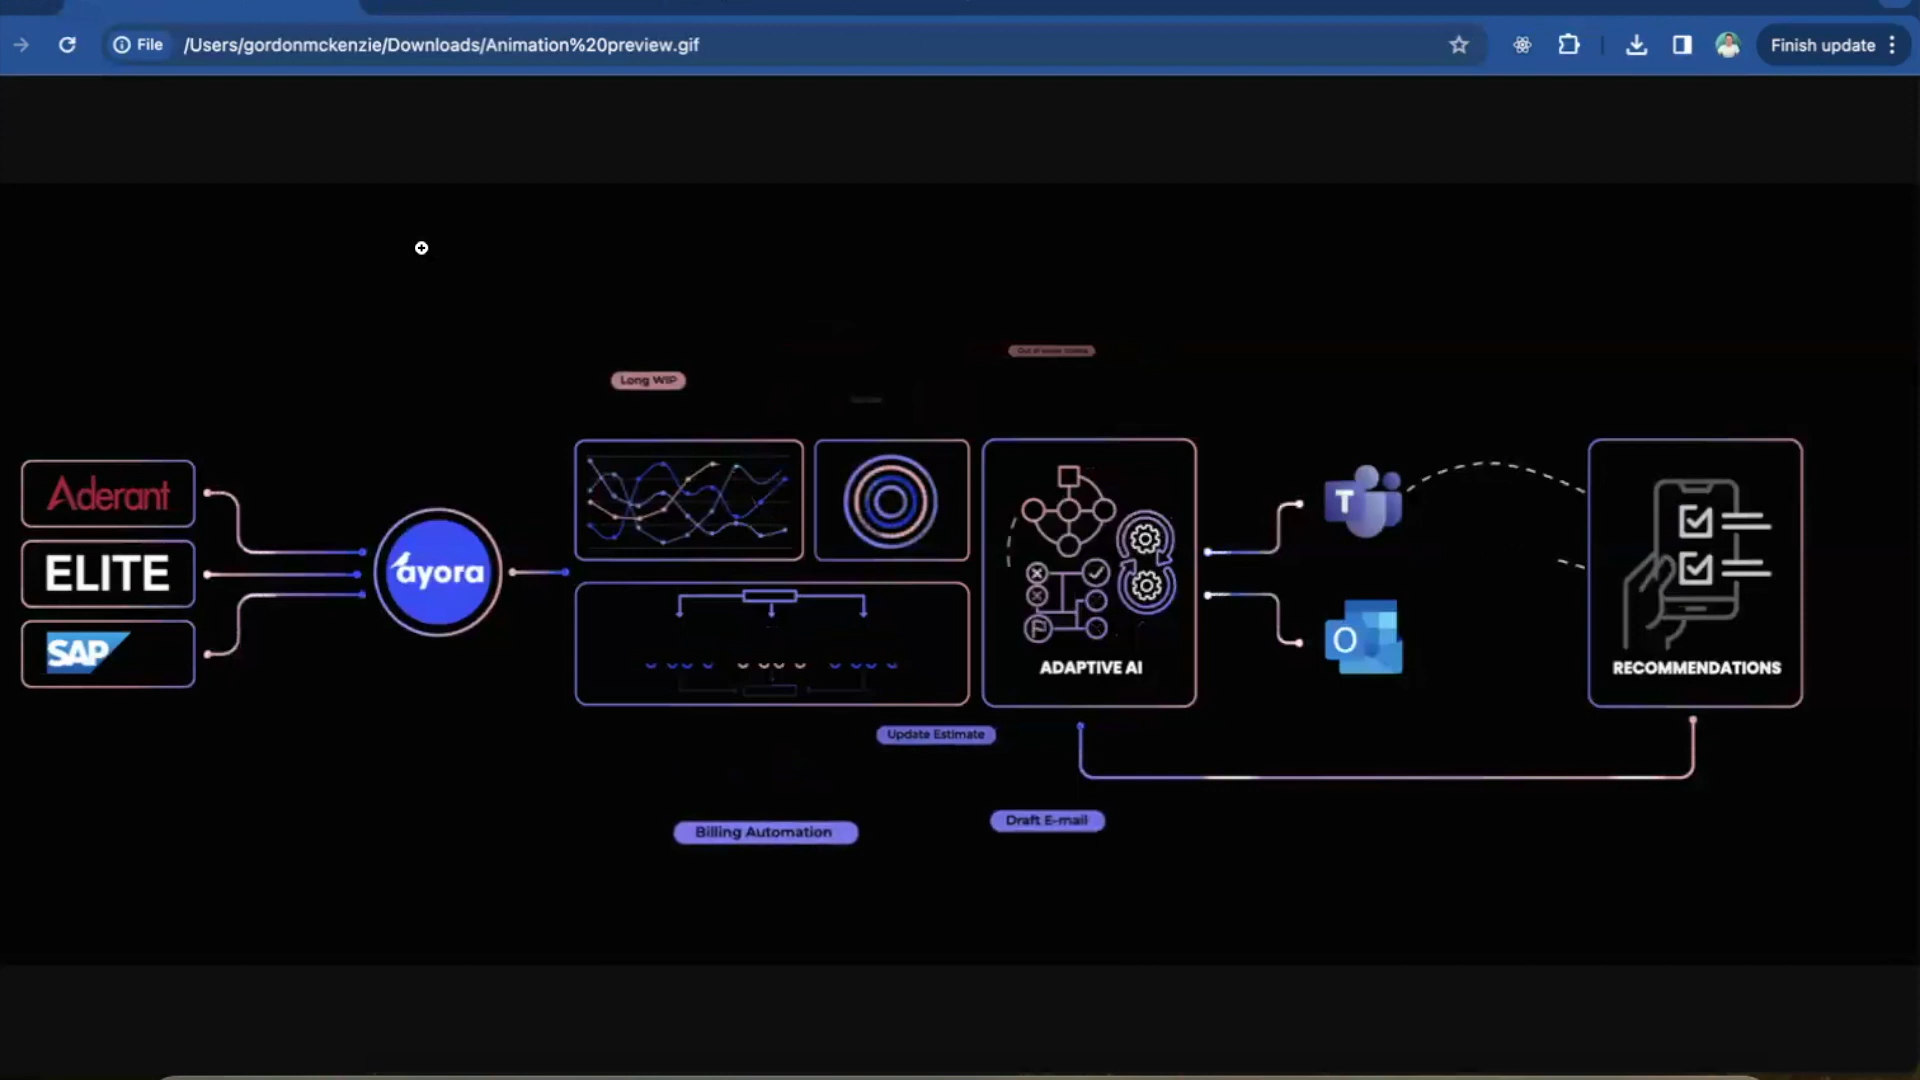 File
/Users/gordonmckenzie/Downloads/Animation%20preview.gif
Finish update
Long WIP
Aderant
ELITE
SAP
ayora
T
O
ADAPTIVE AI
RECOMMENDATIONS
Update Estimate
Billing Automation
Draft E-mail